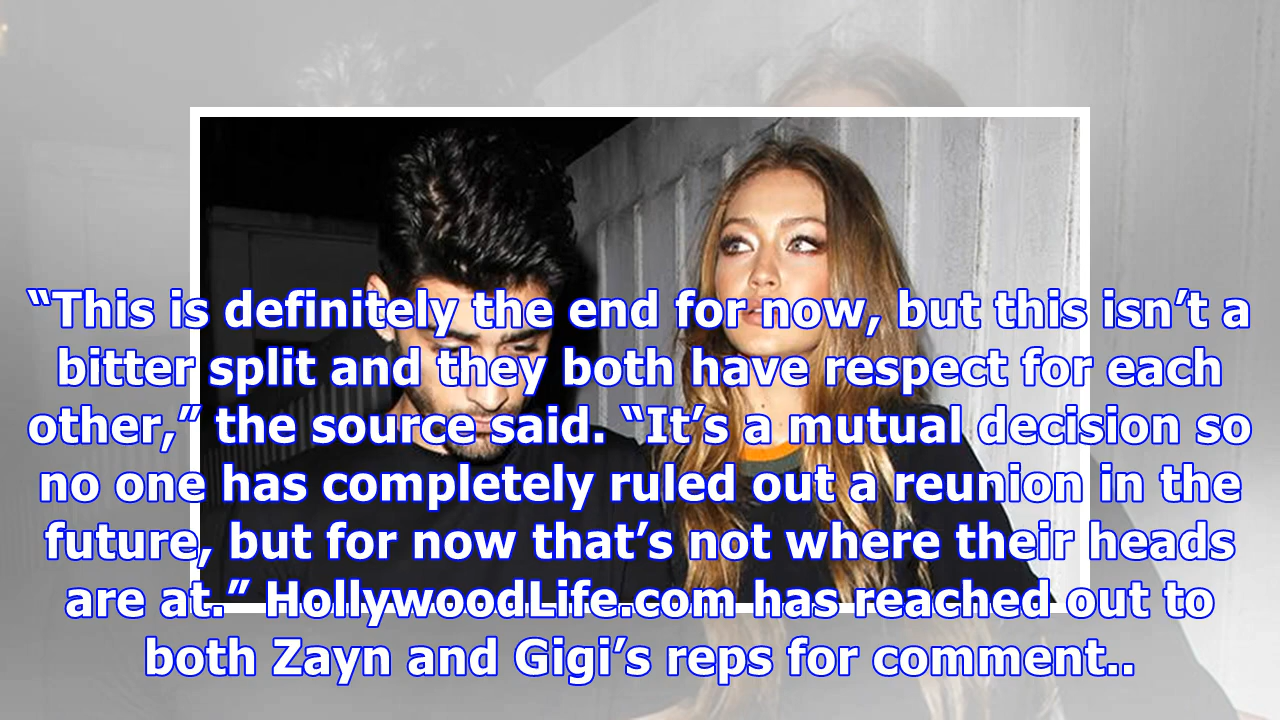 “This is definitely the end for now, but this isn’t a
bitter split and they both have respect for each
other,” the source said. “It’s a mutual decision so
no one has completely ruled out a reunion in the
future, but for now that’s not where their heads
are at.” HollywoodLife.com has reached out to
both Zayn and Gigi’s reps for comment..